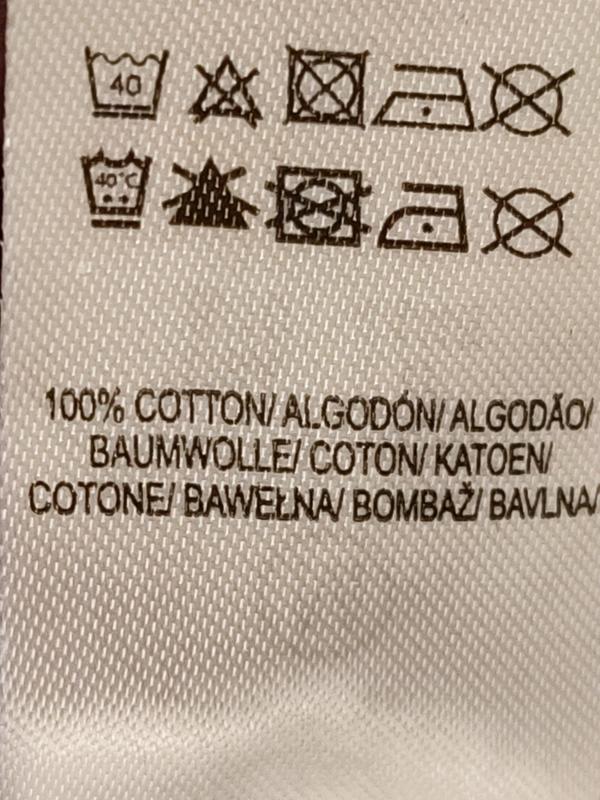 40
40°C
100% COTTON/ ALGODÓN/ ALGODÃO/
BAUMWOLLE/ COTON/ KATOEN/
COTONE/ BAWEŁNA/ BOMBAŽ/ BAVLNA/